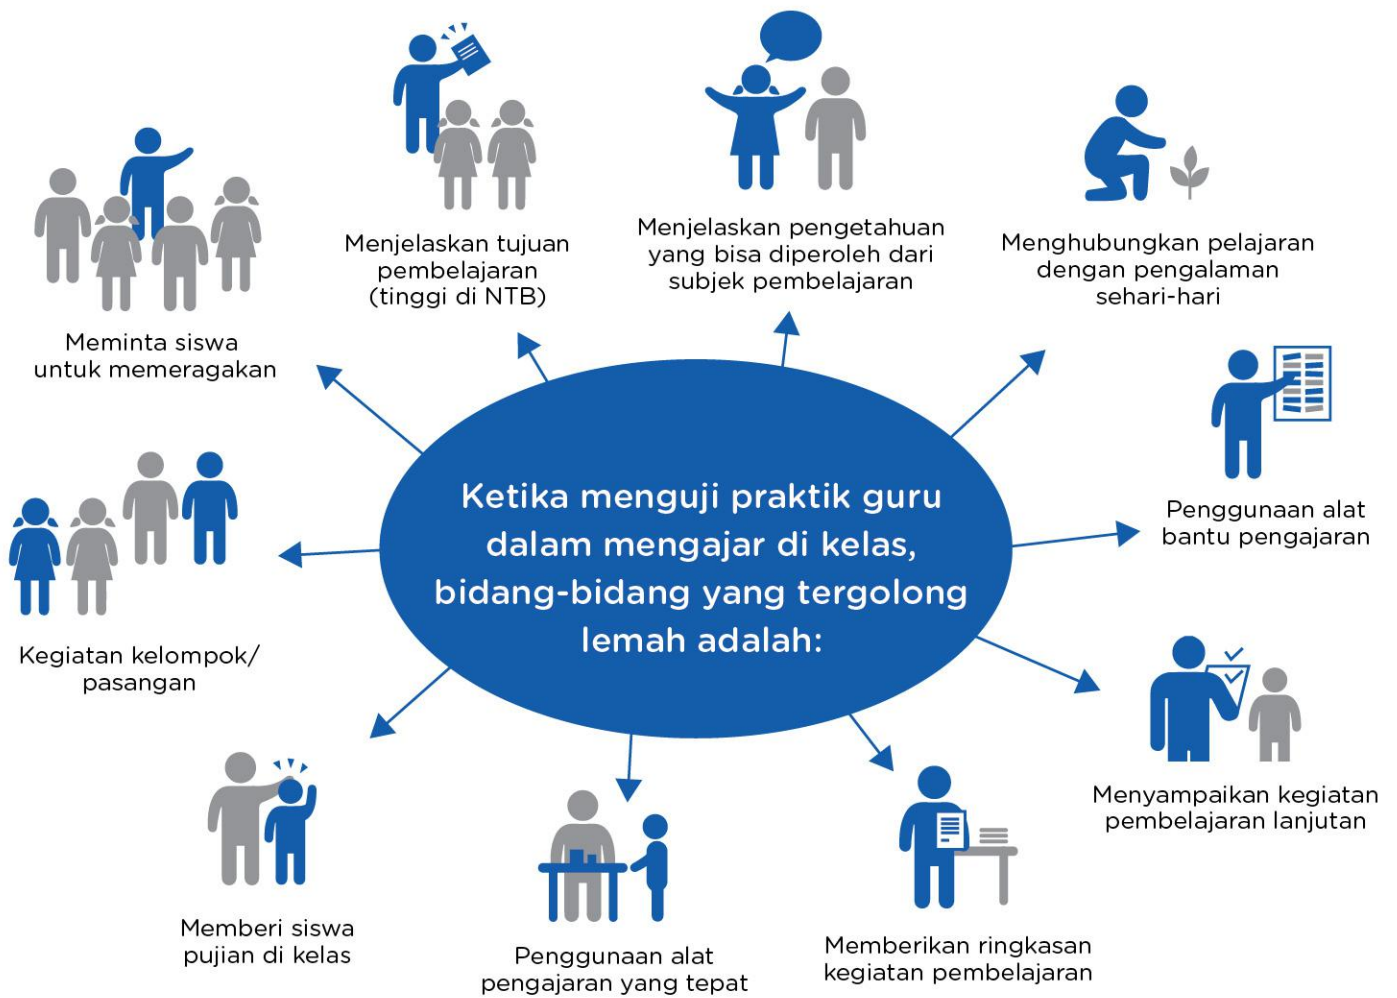 Menjelaskan tujuan
pembelajaran
(tinggi di NTB)
Menjelaskan pengetahuan
yang bisa diperoleh dari
subjek pembelajaran
Menghubungkan pelajaran
dengan pengalaman
sehari-hari
Meminta siswa
untuk memeragakan
Ketika menguji praktik guru
dalam mengajar di kelas,
bidang-bidang yang tergolong
lemah adalah:
Penggunaan alat
bantu pengajaran
Kegiatan kelompok/
pasangan
Menyampaikan kegiatan
pembelajaran lanjutan
Memberi siswa
pujian di kelas
Penggunaan alat
pengajaran yang tepat
Memberikan ringkasan
kegiatan pembelajaran